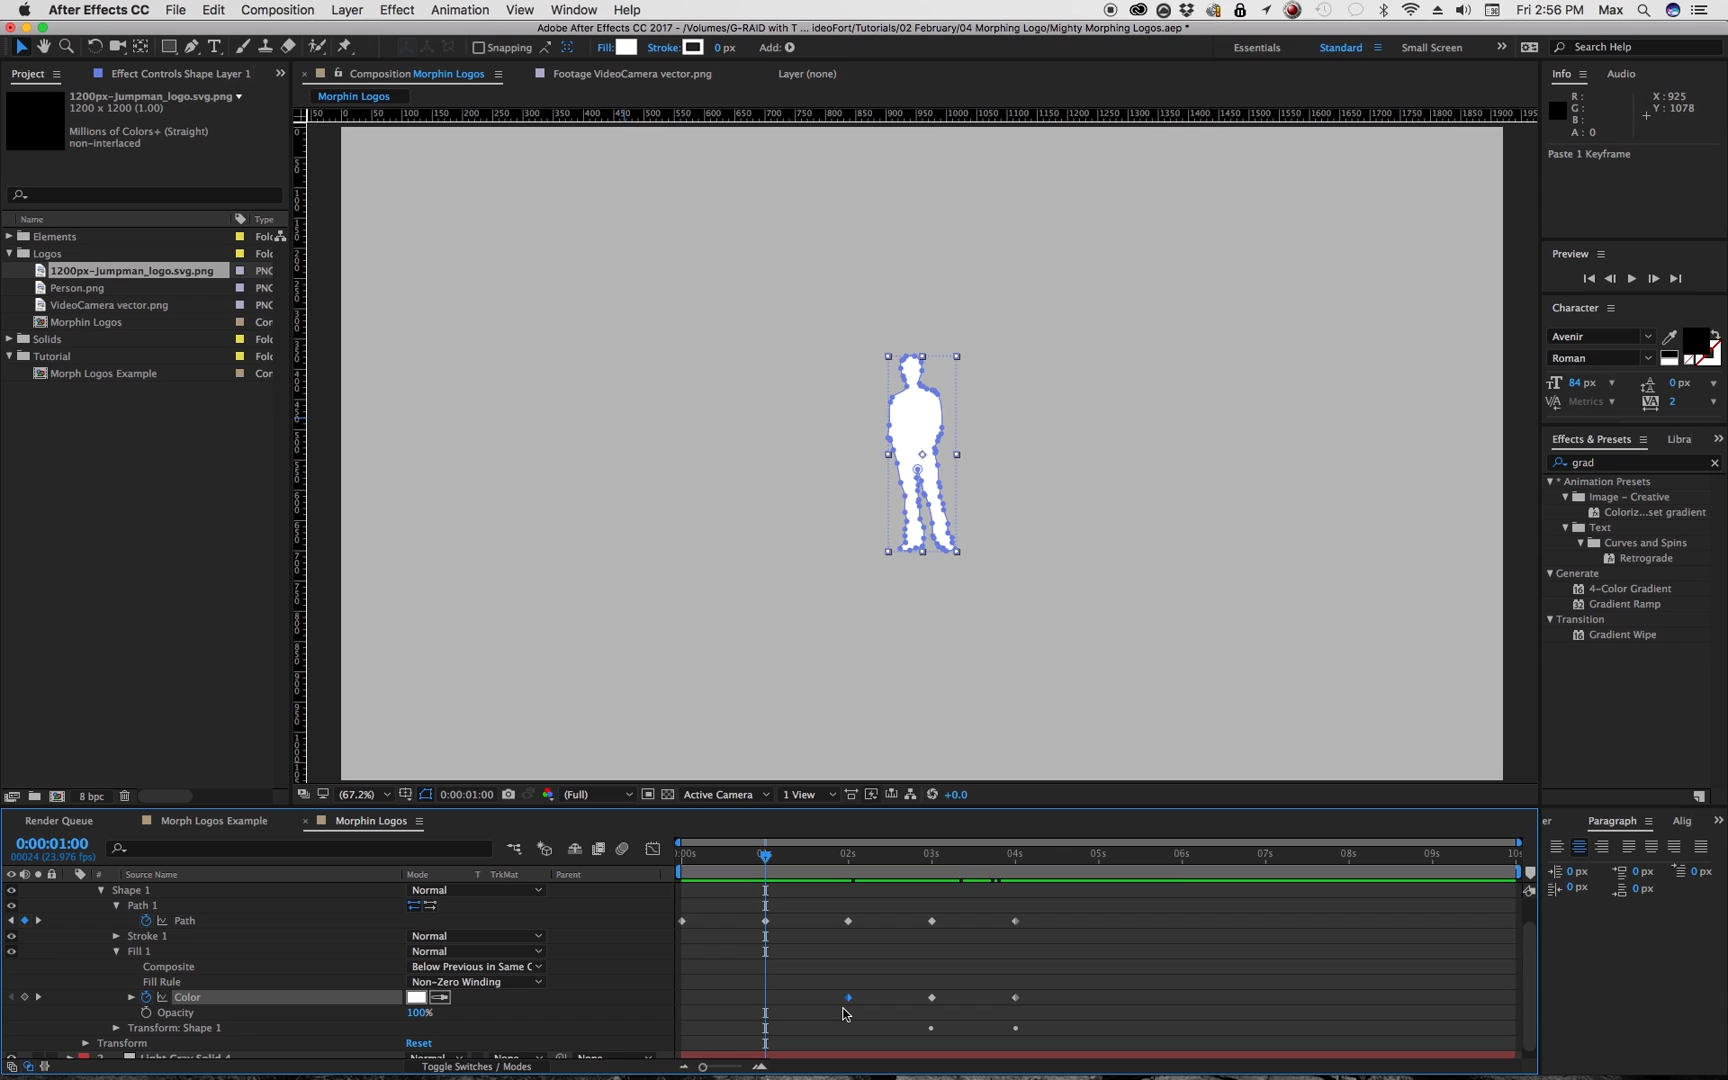 After Effects CC File Edit Composition Layer Effect Animation View Window Help Fri 2:56 PM Max
Adobe After Effects CC 2017 - /Volumes/G-RAID with T ... ideoFort/Tutorials/02 February/04 Morphing Logo/Mighty Morphing Logos.aep *
Snapping Fill: Stroke: 0 px Add: Essentials Standard Small Screen Search Help
Project Effect Controls Shape Layer 1 Composition Morphin Logos Footage VideoCamera vector.png Layer (none) Info Audio
1200px-Jumpman_logo.svg.png
1200 x 1200 (1.00)
Millions of Colors+ (Straight)
non-interlaced
Morphin Logos
R: X: 925
G: Y: 1078
B:
A: 0
Paste 1 Keyframe
Name Type
Elements
Logos
1200px-Jumpman_logo.svg.png PNC
Person.png PNC
VideoCamera vector.png PNC
Morphin Logos Cor
Solids
Tutorial
Morph Logos Example Cor
8 bpc
Preview
Character
Avenir
Roman
84 px 0 px
Metrics 2
Effects & Presets Libra
grad
* Animation Presets
Image - Creative
Coloriz...set gradient
Text
Curves and Spins
Retrograde
Generate
4-Color Gradient
Gradient Ramp
Transition
Gradient Wipe
(67.2%) 0:00:01:00 (Full) Active Camera 1 View +0.0
Render Queue Morph Logos Example Morphin Logos er Paragraph Alig
0:00:01:00
00024 (23.976 fps)
02s 03s 04s 05s 06s 07s 08s 09s
# Source Name Mode T TrkMat Parent
0 px 0 px 0 px
0 px 0 px
Shape 1 Normal
Path 1
Path
Stroke 1 Normal
Fill 1 Normal
Composite Below Previous in Same
Fill Rule Non-Zero Winding
Color
Opacity 100%
Transform: Shape 1
Transform Reset
Toggle Switches / Modes